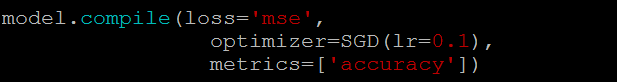 model.compile(loss='mse',
optimizer=SGD(lr=0.1),
metrics=['accuracy'])